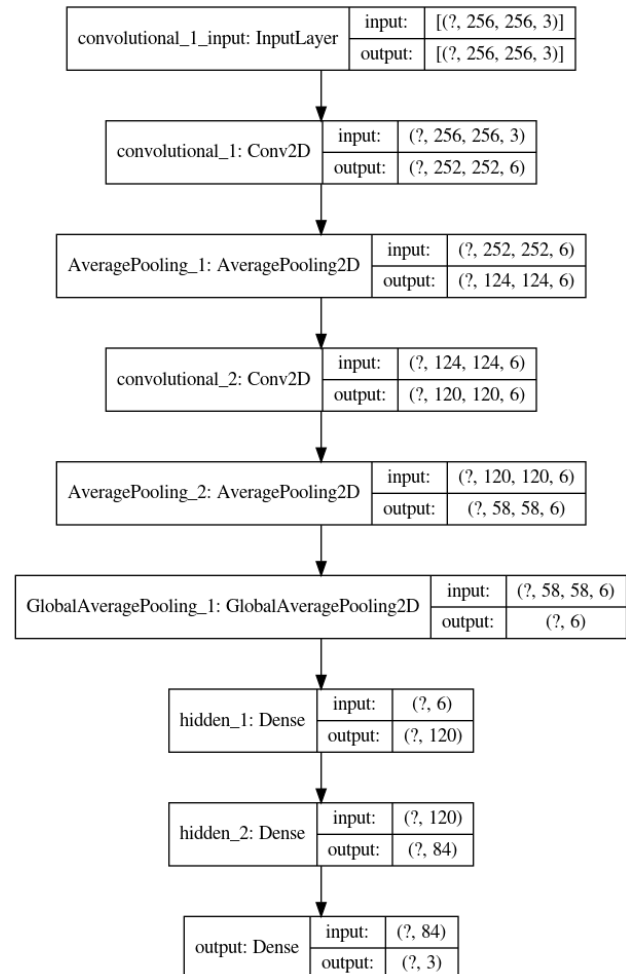 convolutional_1_input: InputLayer
input: [(?, 256, 256, 3)]
output: [(?, 256, 256, 3)]
convolutional_1: Conv2D
input: (?, 256, 256, 3)
output: (?, 252, 252, 6)
AveragePooling_1: AveragePooling2D
input: (?, 252, 252, 6)
output: (?, 124, 124, 6)
convolutional_2: Conv2D
input: (?, 124, 124, 6)
output: (?, 120, 120, 6)
AveragePooling_2: AveragePooling2D
input: (?, 120, 120, 6)
output: (?, 58, 58, 6)
GlobalAveragePooling_1: GlobalAveragePooling2D
input: (?, 58, 58, 6)
output: (?, 6)
hidden_1: Dense
input: (?, 6)
output: (?, 120)
hidden_2: Dense
input: (?, 120)
output: (?, 84)
output: Dense
input: (?, 84)
output: (?, 3)